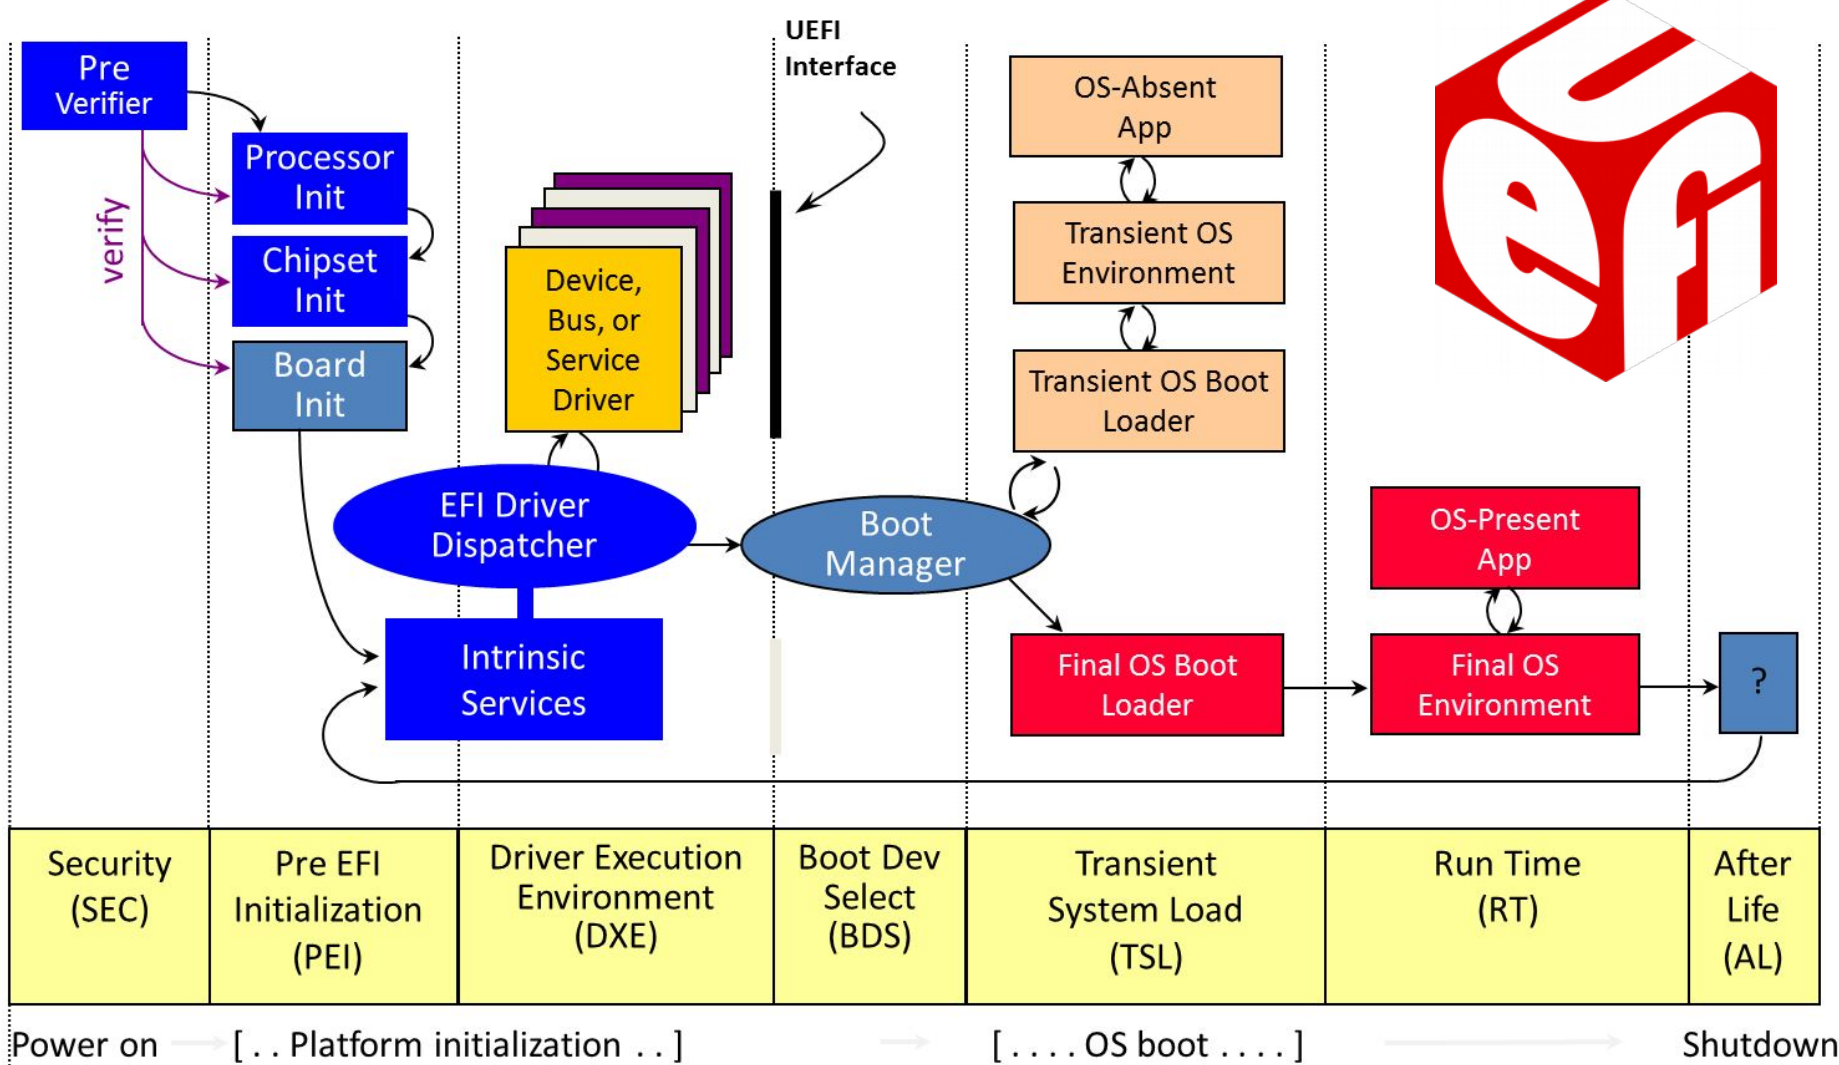 UEFI
Interface
Pre
Verifier
verify
Processor
Init
Chipset
Init
Board
Init
Device,
Bus, or
Service
Driver
EFI Driver
Dispatcher
Intrinsic
Services
Boot
Manager
OS-Absent
App
Transient OS
Environment
Transient OS Boot
Loader
Final OS Boot
Loader
OS-Present
App
Final OS
Environment
?
UEFI
Security
(SEC)
Pre EFI
Initialization
(PEI)
Driver Execution
Environment
(DXE)
Boot Dev
Select
(BDS)
Transient
System Load
(TSL)
Run Time
(RT)
After
Life
(AL)
Power on
[ . . Platform initialization . . ]
[ . . . . OS boot . . . . ]
Shutdown